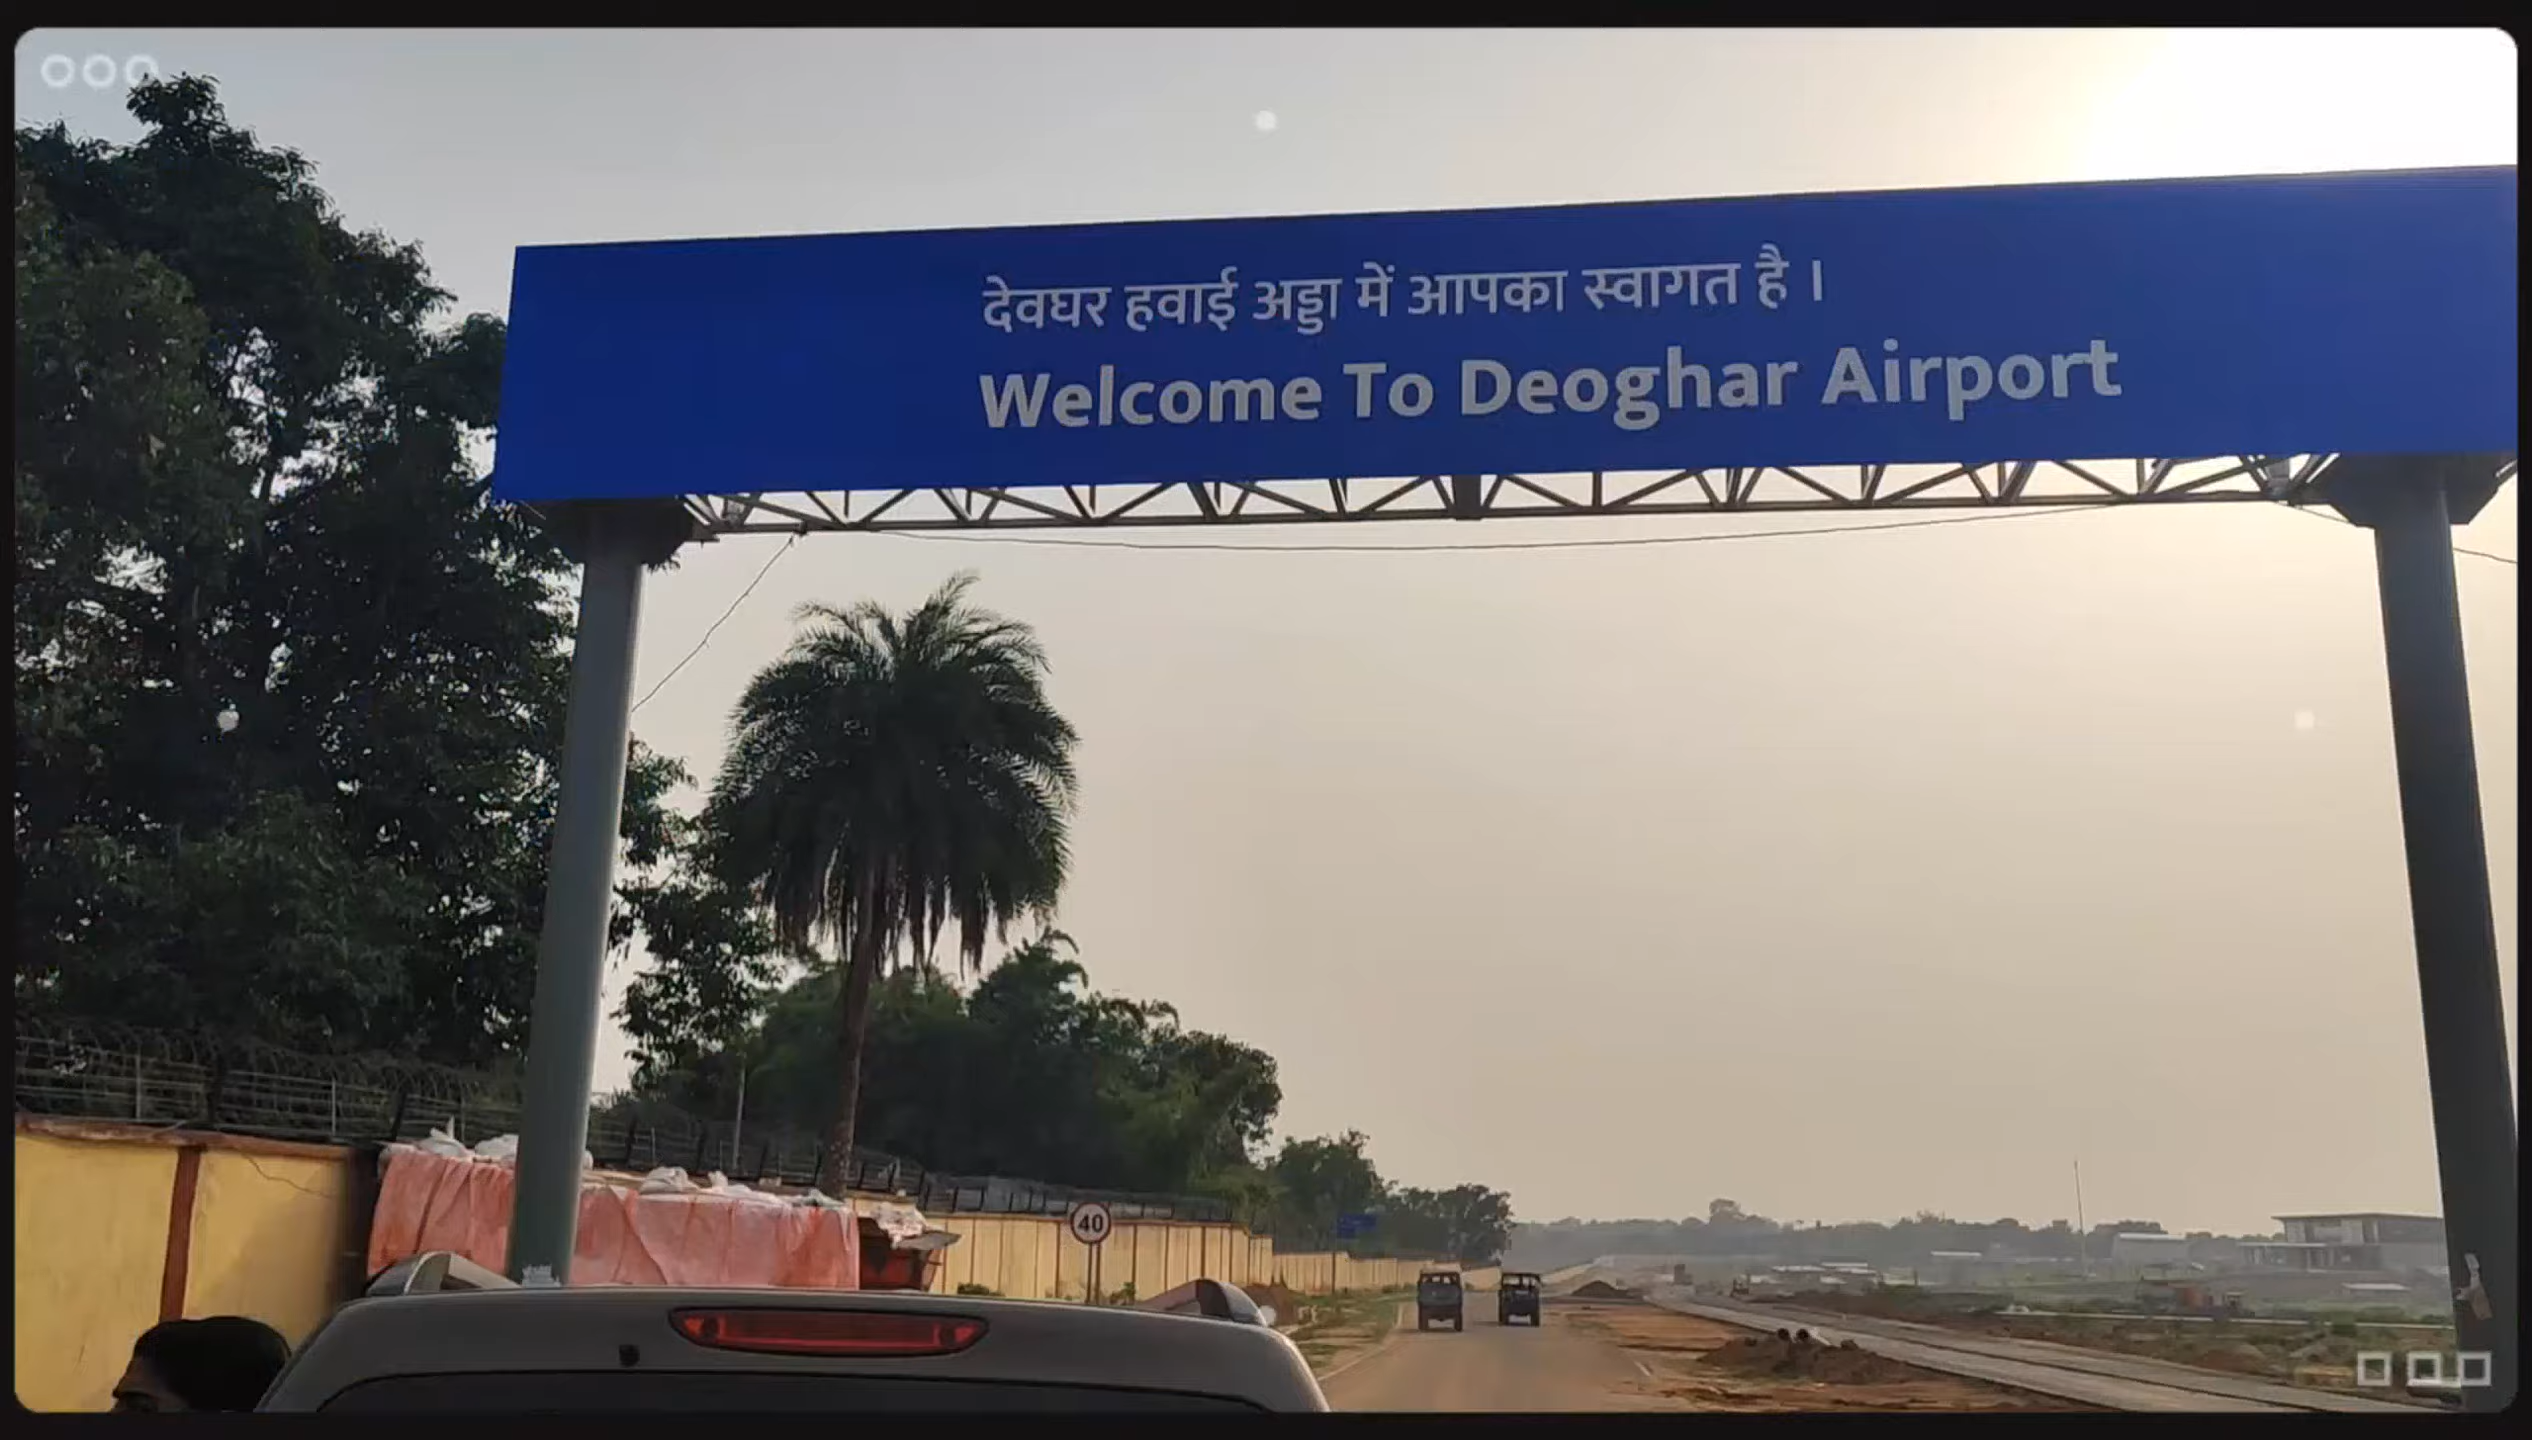 देवघर हवाई अड्डा में आपका स्वागत है ।
Welcome To Deoghar Airport
40